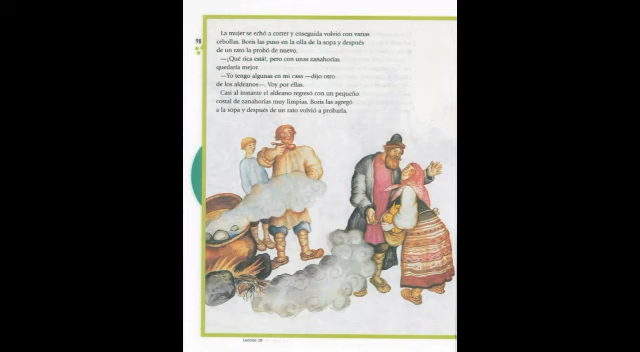 La mujer se echó a correr y enseguida volvió con varias
cebollas. Boris las puso en la olla de la sopa y después
de un rato la probó de nuevo.
—¡Qué rica está!, pero con unas zanahorias
quedaría mejor.
—Yo tengo algunas en mi casa —dijo otro
de los aldeanos—. Voy por ellas.
Casi al instante el aldeano regresó con un pequeño
costal de zanahorias muy limpias. Boris las agregó
a la sopa y después de un rato volvió a probarla.
98